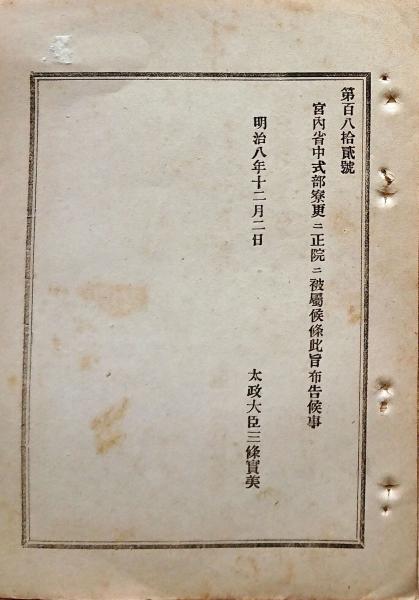 第百八拾貳號
宮內省中式部寮更ニ正院ニ被屬候條此旨布告候事
明治八年十二月二日
太政大臣三條實美